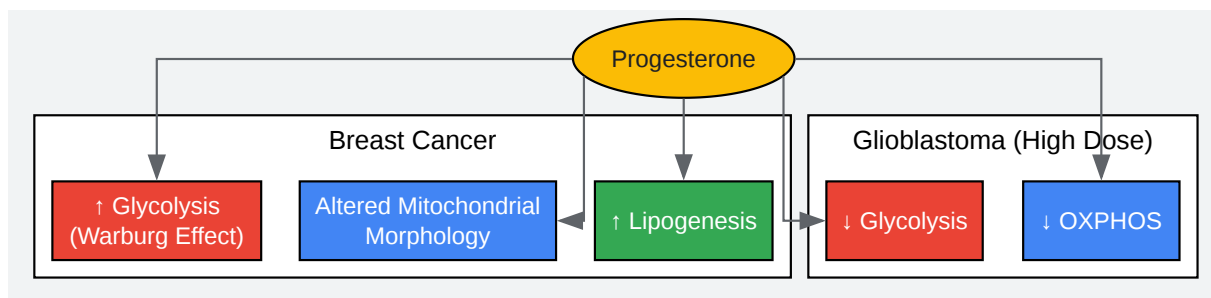 Progesterone
Breast Cancer
Glioblastoma (High Dose)
↑ Glycolysis
(Warburg Effect)
Altered Mitochondrial
Morphology
↑ Lipogenesis
↓ Glycolysis
↓ OXPHOS